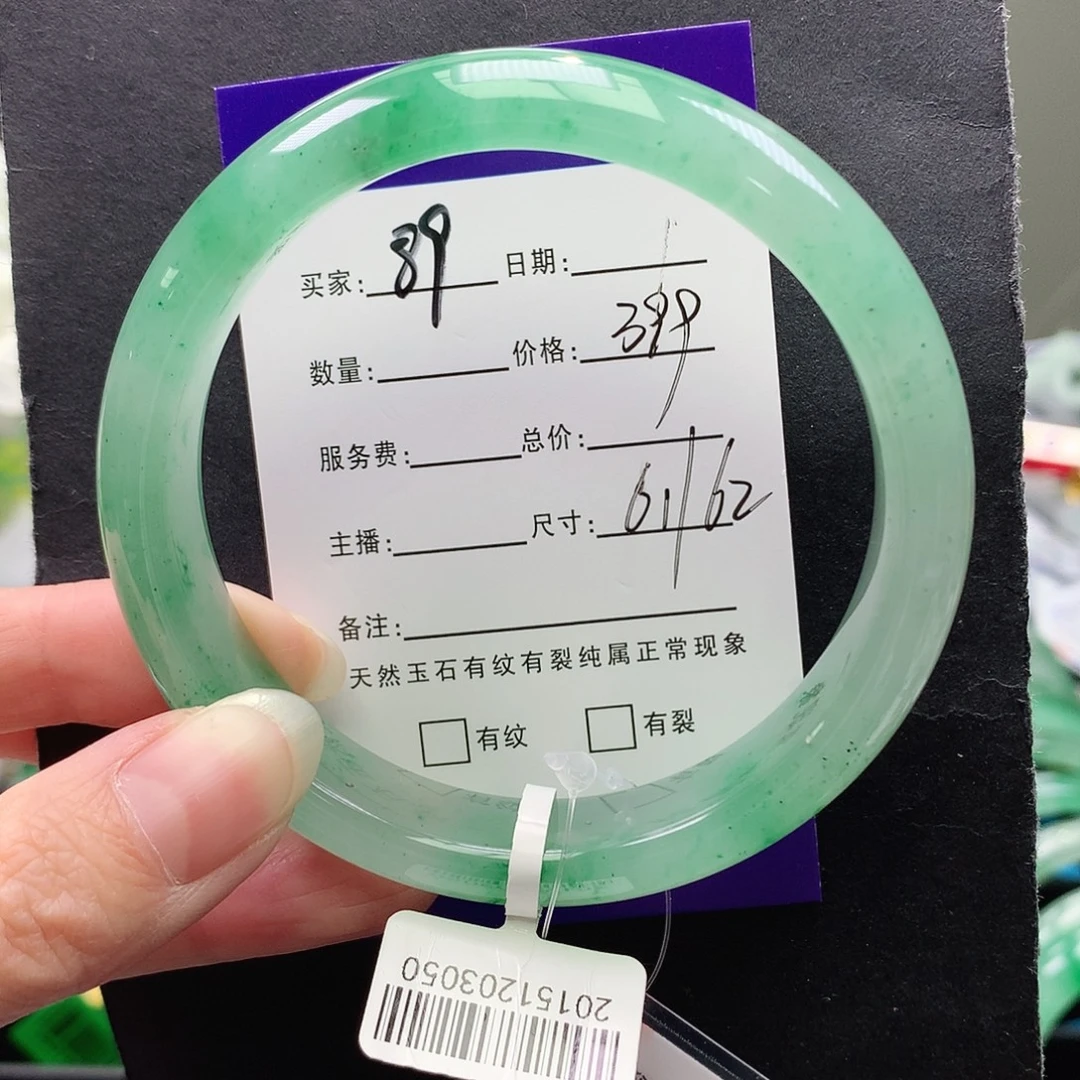 买家: 89 日期:
数量: 价格: 399
服务费: 总价:
主播: 尺寸: 61/62
备注:
天然玉石有纹有裂纯属正常现象
□有纹 □有裂
20151203050